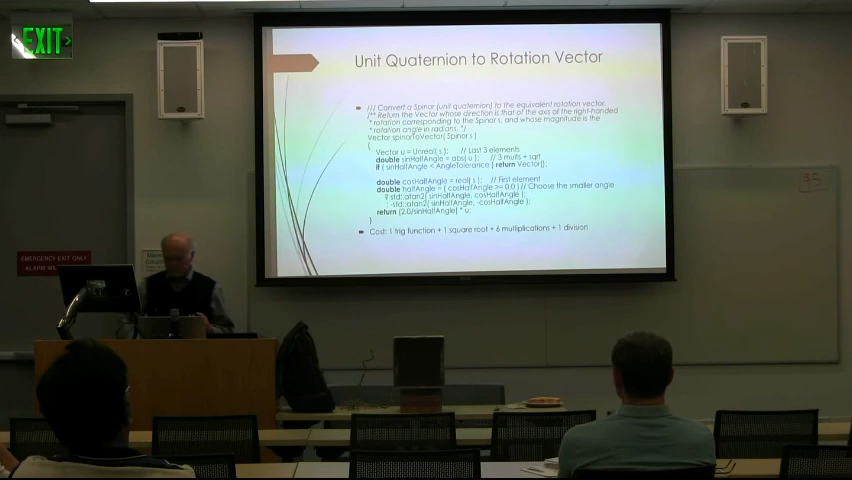 EXIT
Unit Quaternion to Rotation Vector
/// Convert a Spinor (unit quaternion) to the equivalent rotation vector.
/** Return the Vector whose direction is that of the axis of the right-handed
* rotation corresponding to the Spinor s, and whose magnitude is the
* rotation angle in radians. */
Vector spinorToVector( Spinor s )
{
Vector u = Unreal( s ); // Last 3 elements
double sinHalfAngle = abs( u ); // 3 mults + sqrt
if ( sinHalfAngle < AngleTolerance ) return Vector();
double cosHalfAngle = real( s ); // First element
double halfAngle = ( cosHalfAngle >= 0.0 ) // Choose the smaller angle
? std::atan2( sinHalfAngle, cosHalfAngle )
: -std::atan2( sinHalfAngle, -cosHalfAngle );
return (2.0/sinHalfAngle) * u;
}
Cost: 1 trig function + 1 square root + 6 multiplications + 1 division
EMERGENCY EXIT ONLY
ALARM